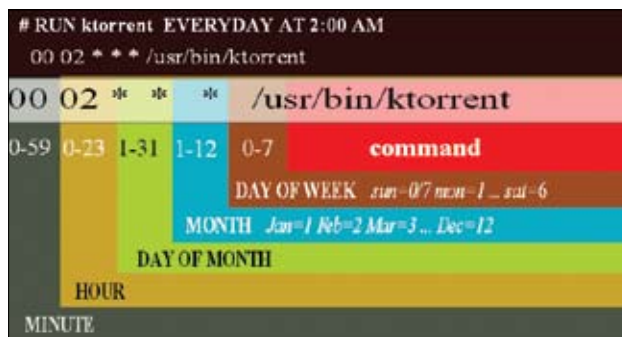 # RUN ktorrent EVERYDAY AT 2:00 AM
00 02 * * * /usr/bin/ktorrent
00 02 * * * /usr/bin/ktorrent
0-59 0-23 1-31 1-12 0-7 command
DAY OF WEEK sun=0/7 mon=1 ... sat=6
MONTH Jan=1 Feb=2 Mar=3 ... Dec=12
DAY OF MONTH
HOUR
MINUTE